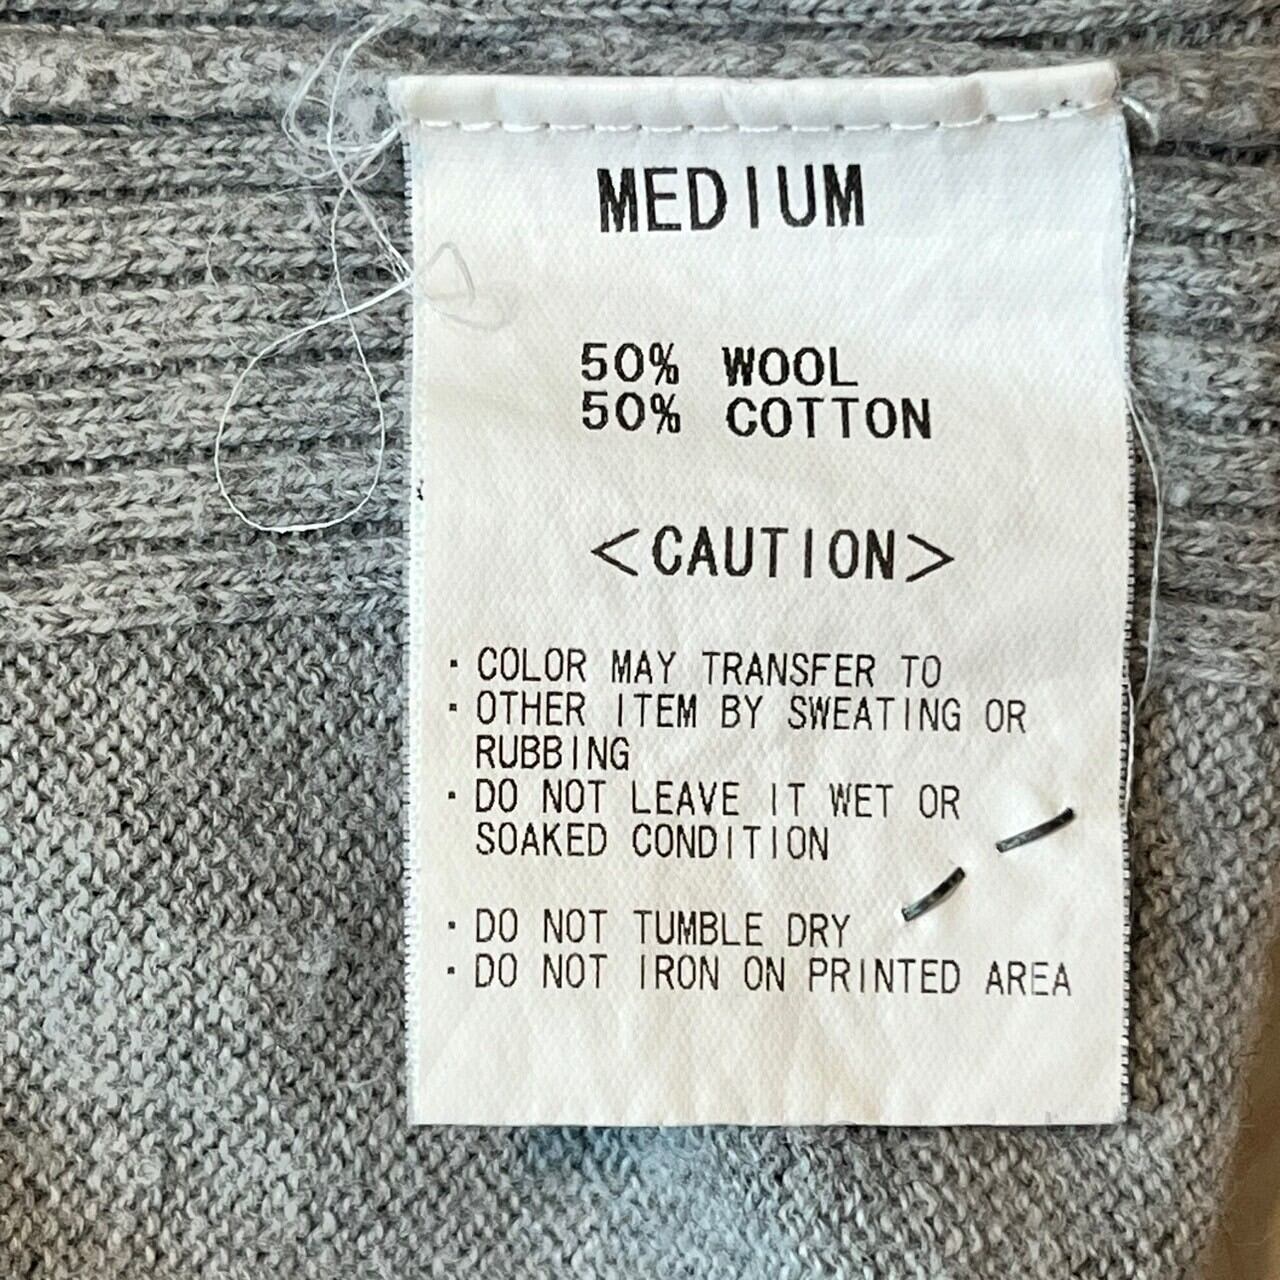 MEDIUM
50% WOOL
50% COTTON
<CAUTION>
・COLOR MAY TRANSFER TO
・OTHER ITEM BY SWEATING OR
RUBBING
・DO NOT LEAVE IT WET OR
SOAKED CONDITION
・DO NOT TUMBLE DRY
・DO NOT IRON ON PRINTED AREA